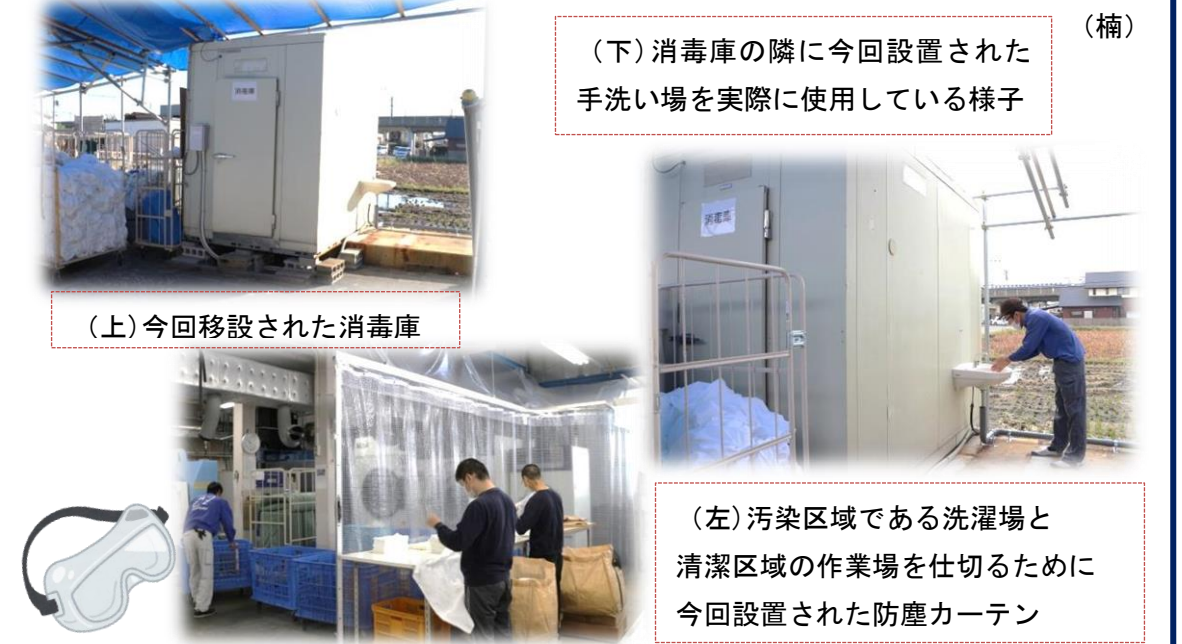 （楠）
（下）消毒庫の隣に今回設置された
手洗い場を実際に使用している様子
消毒庫
消毒庫
（上）今回移設された消毒庫
（左）汚染区域である洗濯場と
清潔区域の作業場を仕切るために
今回設置された防塵カーテン